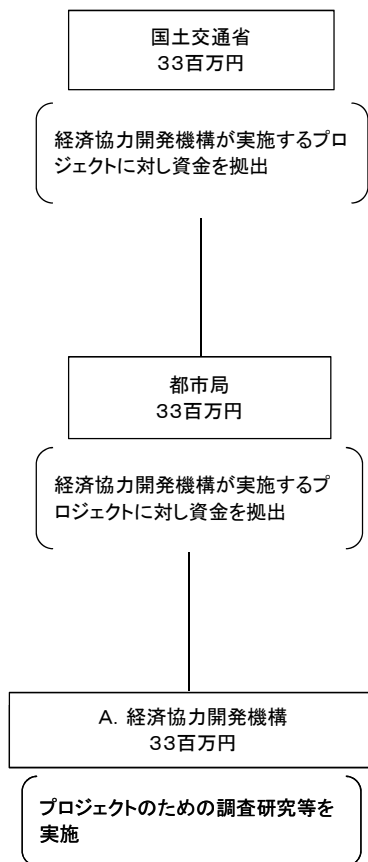 国土交通省
33百万円
経済協力開発機構が実施するプロ
ジェクトに対し資金を拠出
都市局
33百万円
経済協力開発機構が実施するプ
ロジェクトに対し資金を拠出
A. 経済協力開発機構
33百万円
プロジェクトのための調査研究等を
実施